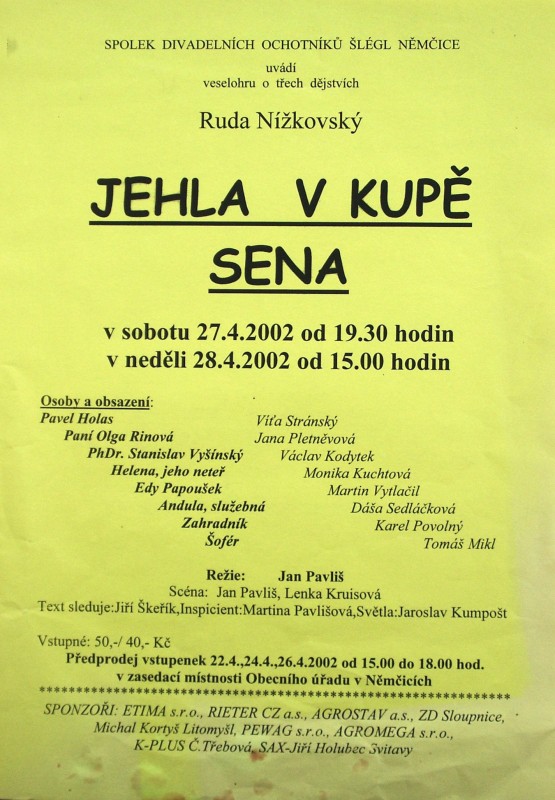 SPOLEK DIVADELNÍCH OCHOTNÍKŮ ŠLÉGL NĚMČICE
uvádí
veselohru o třech dějstvích
Ruda Nížkovský
JEHLA V KUPĚ
SENA
v sobotu 27.4.2002 od 19.30 hodin
v neděli 28.4.2002 od 15.00 hodin
Osoby a obsazení:
Pavel Holas Víťa Stránský
Paní Olga Rinová Jana Pletněvová
PhDr. Stanislav Vyšínský Václav Kodytek
Helena, jeho neteř Monika Kuchtová
Edy Papoušek Martin Vytlačil
Andula, služebná Dáša Sedláčková
Zahradník Karel Povolný
Šofér Tomáš Mikl
Režie: Jan Pavliš
Scéna: Jan Pavliš, Lenka Kruisová
Text sleduje:Jiří Škeřík,Inspicient:Martina Pavlišová,Světla:Jaroslav Kumpošt
Vstupné: 50,-/ 40,- Kč
Předprodej vstupenek 22.4.,24.4.,26.4.2002 od 15.00 do 18.00 hod.
v zasedací místnosti Obecního úřadu v Němčicích
******************************************************************
SPONZOŘI: ETIMA s.r.o., RIETER CZ a.s., AGROSTAV a.s., ZD Sloupnice,
Michal Kortyš Litomyšl, PEWAG s.r.o., AGROMEGA s.r.o.,
K-PLUS Č.Třebová, SAX-Jiří Holubec Svitavy